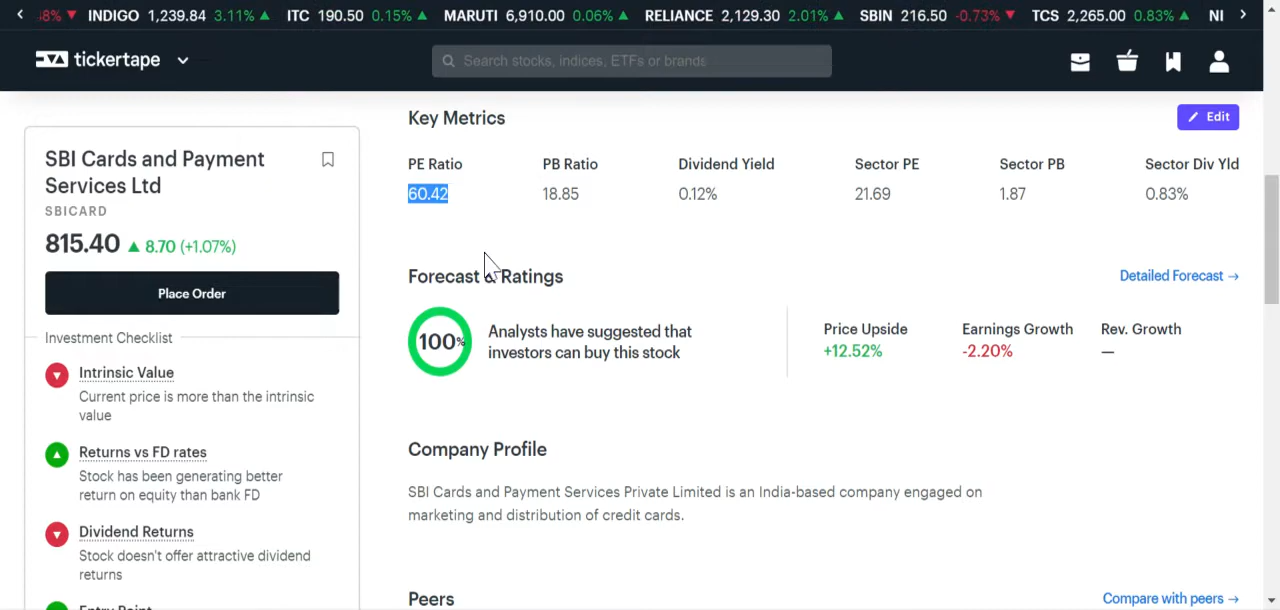 8% ▼ INDIGO 1,239.84 3.11% ▲ ITC 190.50 0.15% ▲ MARUTI 6,910.00 0.06% ▲ RELIANCE 2,129.30 2.01% ▲ SBIN 216.50 -0.73% ▼ TCS 2,265.00 0.83% ▲ NI
tickertape
Search stocks, indices, ETFs or brands
SBI Cards and Payment
Services Ltd
SBICARD
815.40 ▲ 8.70 (+1.07%)
Place Order
Investment Checklist
Intrinsic Value
Current price is more than the intrinsic
value
Returns vs FD rates
Stock has been generating better
return on equity than bank FD
Dividend Returns
Stock doesn't offer attractive dividend
returns
Entry Point
Key Metrics
Edit
PE Ratio PB Ratio Dividend Yield Sector PE Sector PB Sector Div Yld
60.42 18.85 0.12% 21.69 1.87 0.83%
Forecast & Ratings
Detailed Forecast →
100%
Analysts have suggested that
investors can buy this stock
Price Upside Earnings Growth Rev. Growth
+12.52% -2.20% —
Company Profile
SBI Cards and Payment Services Private Limited is an India-based company engaged on
marketing and distribution of credit cards.
Peers
Compare with peers →